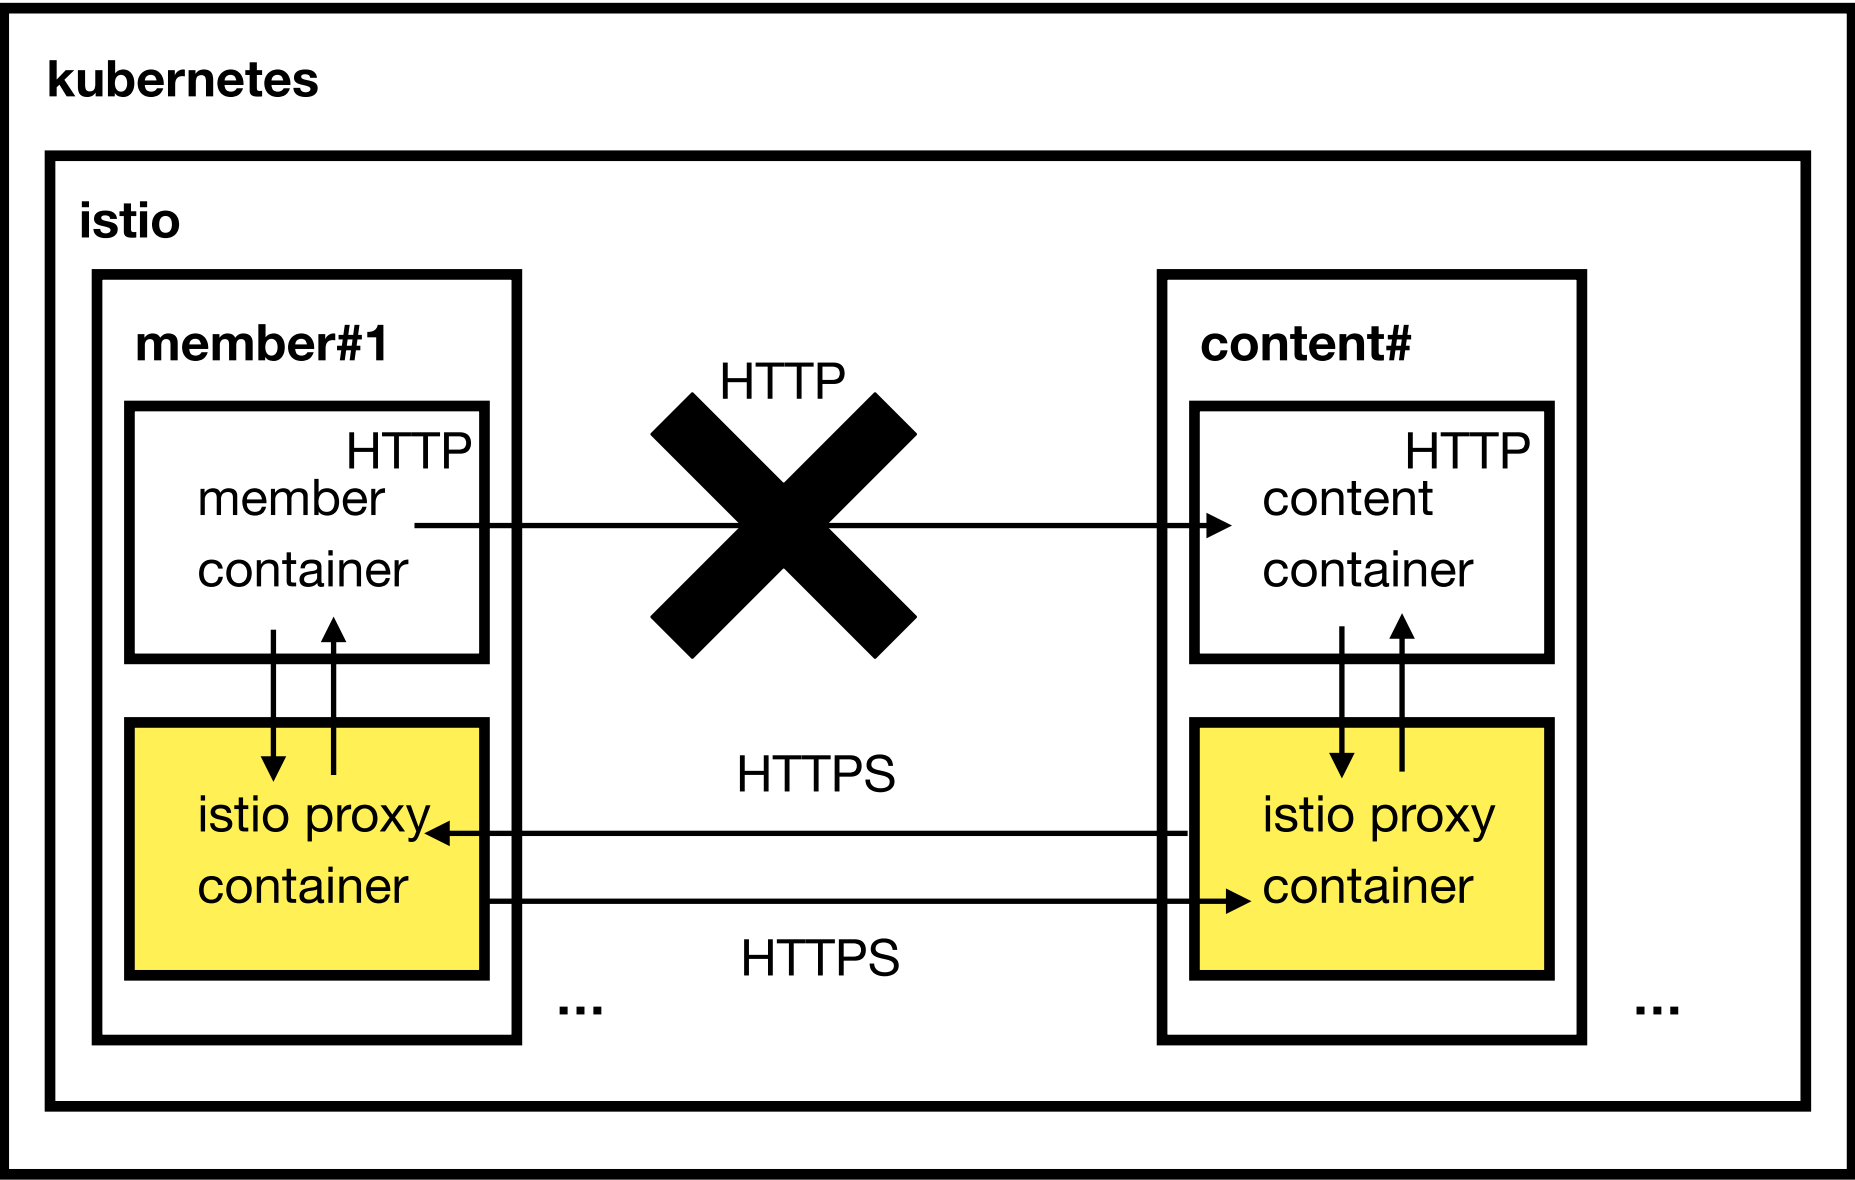 kubernetes
istio
member#1
HTTP
member
container
istio proxy
container
...
HTTP
HTTPS
HTTPS
content#
HTTP
content
container
istio proxy
container
...